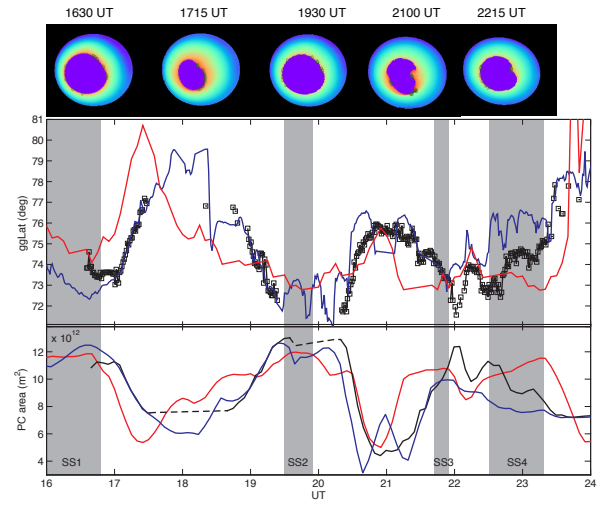 1630 UT 1715 UT 1930 UT 2100 UT 2215 UT
81
80
79
78
77
76
75
74
73
72
ggLat (deg)
x 10^12
12
10
8
6
4
PC area (m²)
SS1 SS2 SS3 SS4
16 17 18 19 20 21 22 23 24
UT